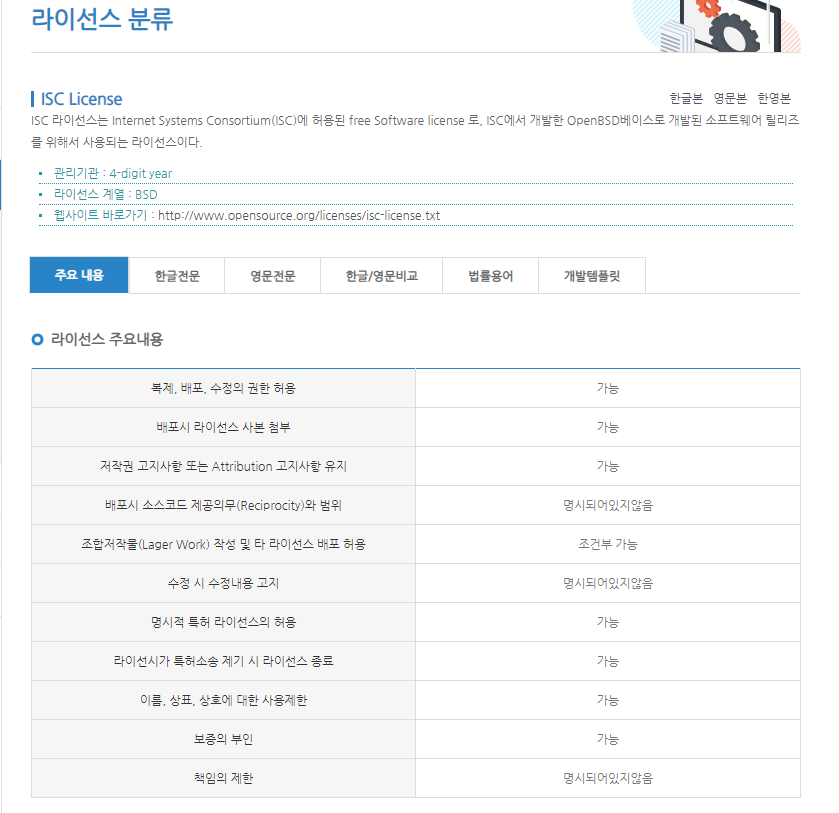 라이선스 분류
ISC License
한글본 영문본 한영본
ISC 라이선스는 Internet Systems Consortium(ISC)에 허용된 free Software license 로, ISC에서 개발한 OpenBSD베이스로 개발된 소프트웨어 릴리즈
를 위해서 사용되는 라이선스이다.
관리기관 : 4-digit year
라이선스 계열 : BSD
웹사이트 바로가기 : http://www.opensource.org/licenses/isc-license.txt
주요 내용 한글전문 영문전문 한글/영문비교 법률용어 개발템플릿
라이선스 주요내용
복제, 배포, 수정의 권한 허용 가능
배포시 라이선스 사본 첨부 가능
저작권 고지사항 또는 Attribution 고지사항 유지 가능
배포시 소스코드 제공의무(Reciprocity)와 범위 명시되어있지않음
조합저작물(Lager Work) 작성 및 타 라이선스 배포 허용 조건부 가능
수정 시 수정내용 고지 명시되어있지않음
명시적 특허 라이선스의 허용 가능
라이선시가 특허소송 제기 시 라이선스 종료 가능
이름, 상표, 상호에 대한 사용제한 가능
보증의 부인 가능
책임의 제한 명시되어있지않음